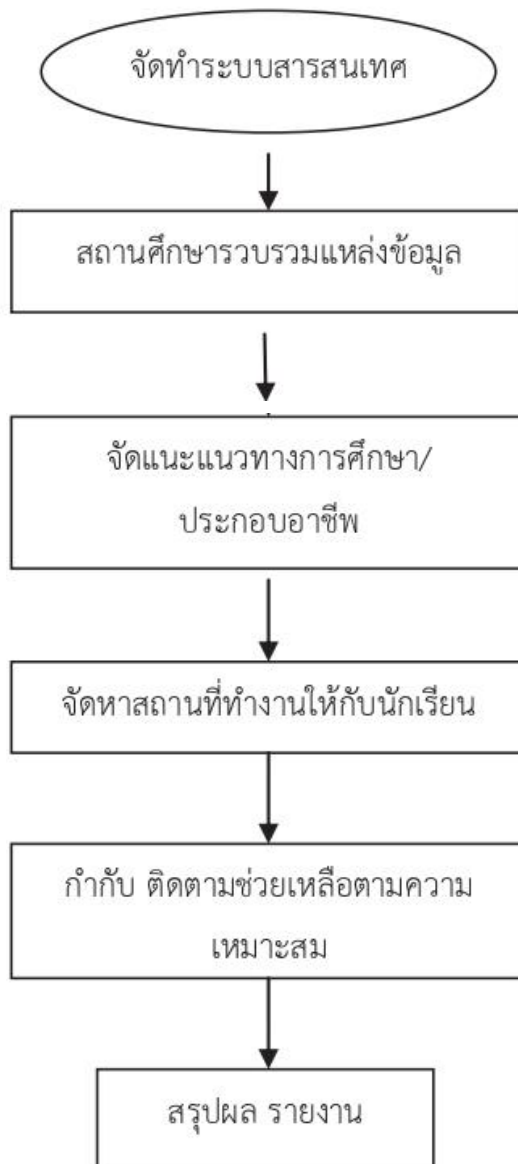 จัดทำระบบสารสนเทศ
สถานศึกษารวบรวมแหล่งข้อมูล
จัดแนะแนวทางการศึกษา/
ประกอบอาชีพ
จัดหาสถานที่ทำงานให้กับนักเรียน
กำกับ ติดตามช่วยเหลือตามความ
เหมาะสม
สรุปผล รายงาน